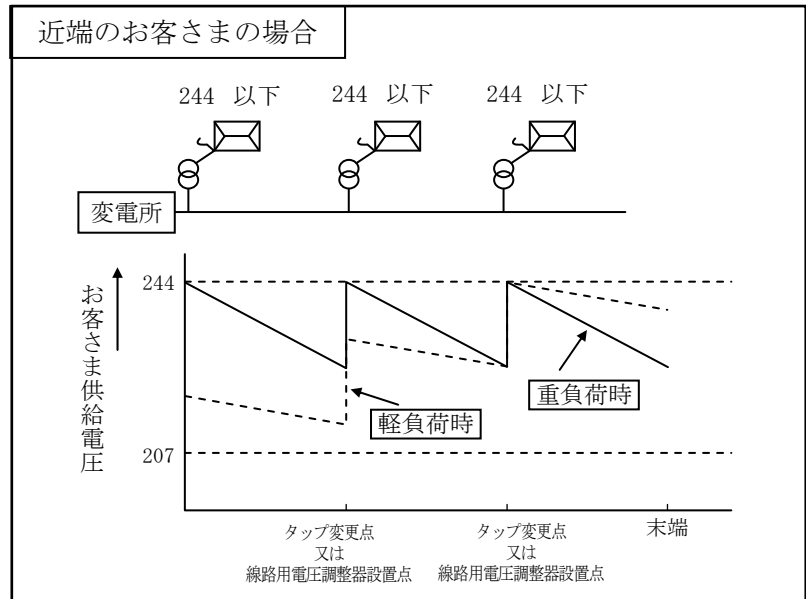 近端のお客さまの場合
244 以下 244 以下 244 以下
変電所
お客さま供給電圧
244
207
軽負荷時
重負荷時
タップ変更点
又は
線路用電圧調整器設置点
タップ変更点
又は
線路用電圧調整器設置点
末端